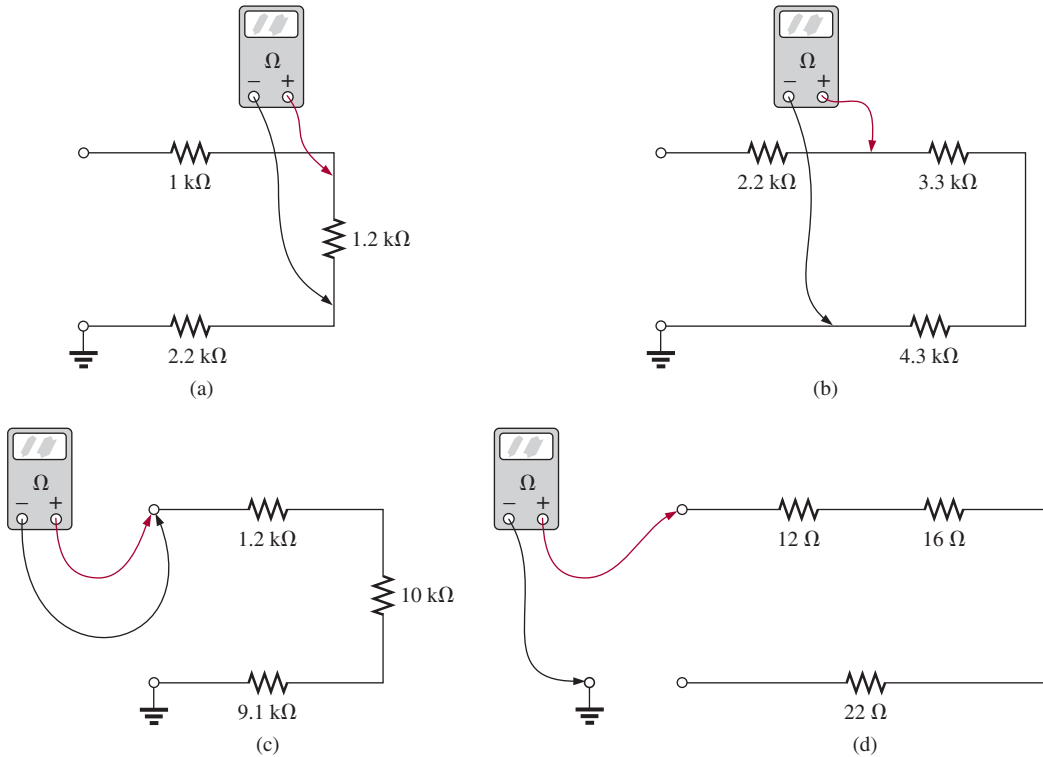 Ω
− +
1 kΩ
1.2 kΩ
2.2 kΩ
(a)
Ω
− +
2.2 kΩ
3.3 kΩ
4.3 kΩ
(b)
Ω
− +
1.2 kΩ
10 kΩ
9.1 kΩ
(c)
Ω
− +
12 Ω
16 Ω
22 Ω
(d)